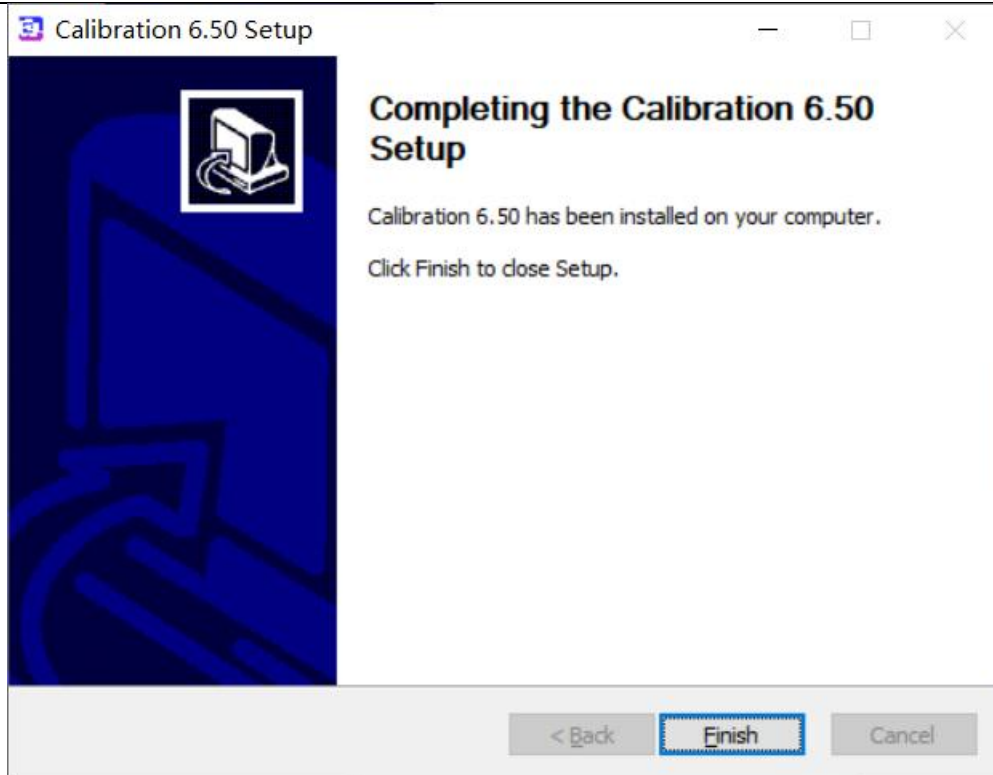 Calibration 6.50 Setup
Completing the Calibration 6.50
Setup
Calibration 6.50 has been installed on your computer.
Click Finish to close Setup.
< Back
Finish
Cancel